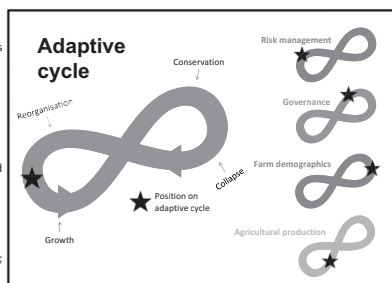 Adaptive
cycle
Conservation
Reorganisation
Collapse
Position on
adaptive cycle
Growth
Risk management
Governance
Farm demographics
Agricultural production